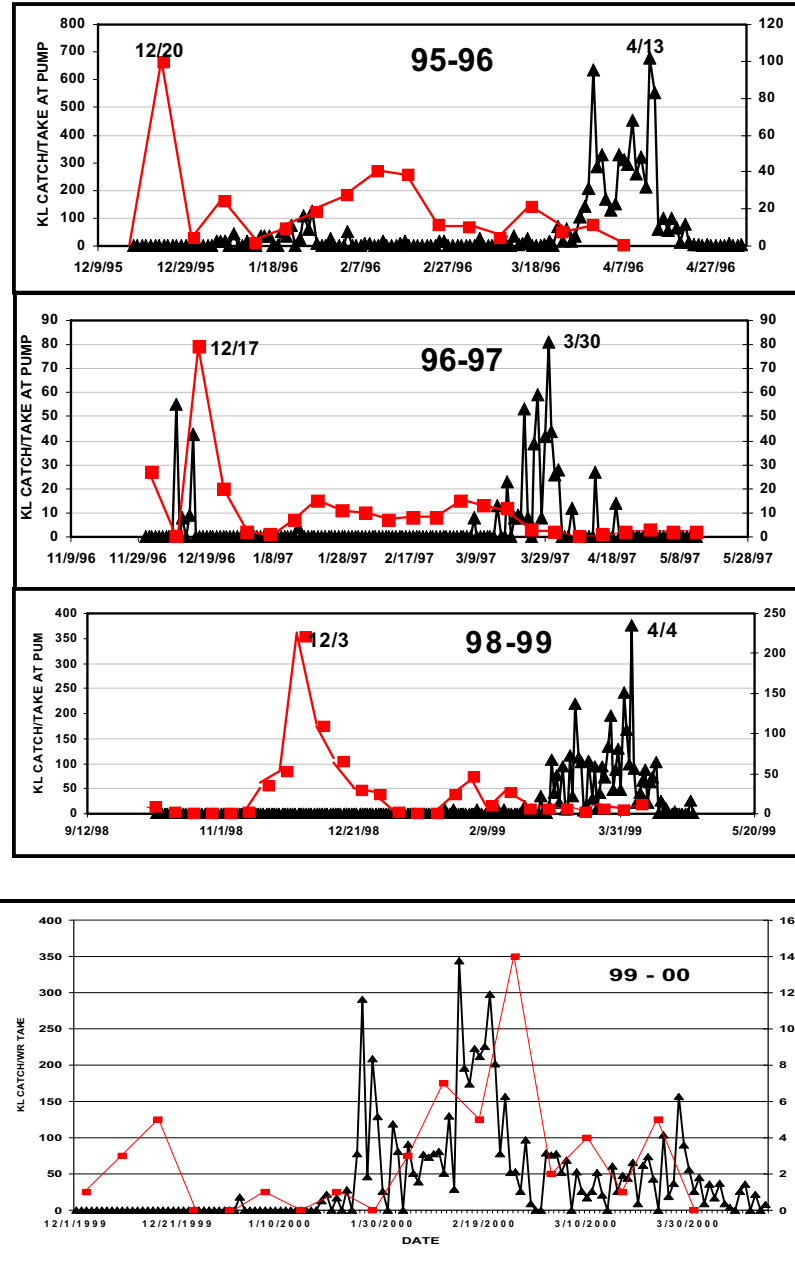 95-96
KL CATCH/TAKE AT PUMP
800 700 600 500 400 300 200 100 0
120 100 80 60 40 20 0
12/20
4/13
12/9/95 12/29/95 1/18/96 2/7/96 2/27/96 3/18/96 4/7/96 4/27/96
96-97
KL CATCH/TAKE AT PUMP
90 80 70 60 50 40 30 20 10 0
90 80 70 60 50 40 30 20 10 0
12/17
3/30
11/9/96 11/29/96 12/19/96 1/8/97 1/28/97 2/17/97 3/9/97 3/29/97 4/18/97 5/8/97 5/28/97
98-99
KL CATCH/TAKE AT PUM
400 350 300 250 200 150 100 50 0
250 200 150 100 50 0
12/3
4/4
9/12/98 11/1/98 12/21/98 2/9/99 3/31/99 5/20/99
99 - 00
KL CATCH/WR TAKE
400 350 300 250 200 150 100 50 0
16 14 12 10 8 6 4 2 0
12/1/1999 12/21/1999 1/10/2000 1/30/2000 2/19/2000 3/10/2000 3/30/2000
DATE